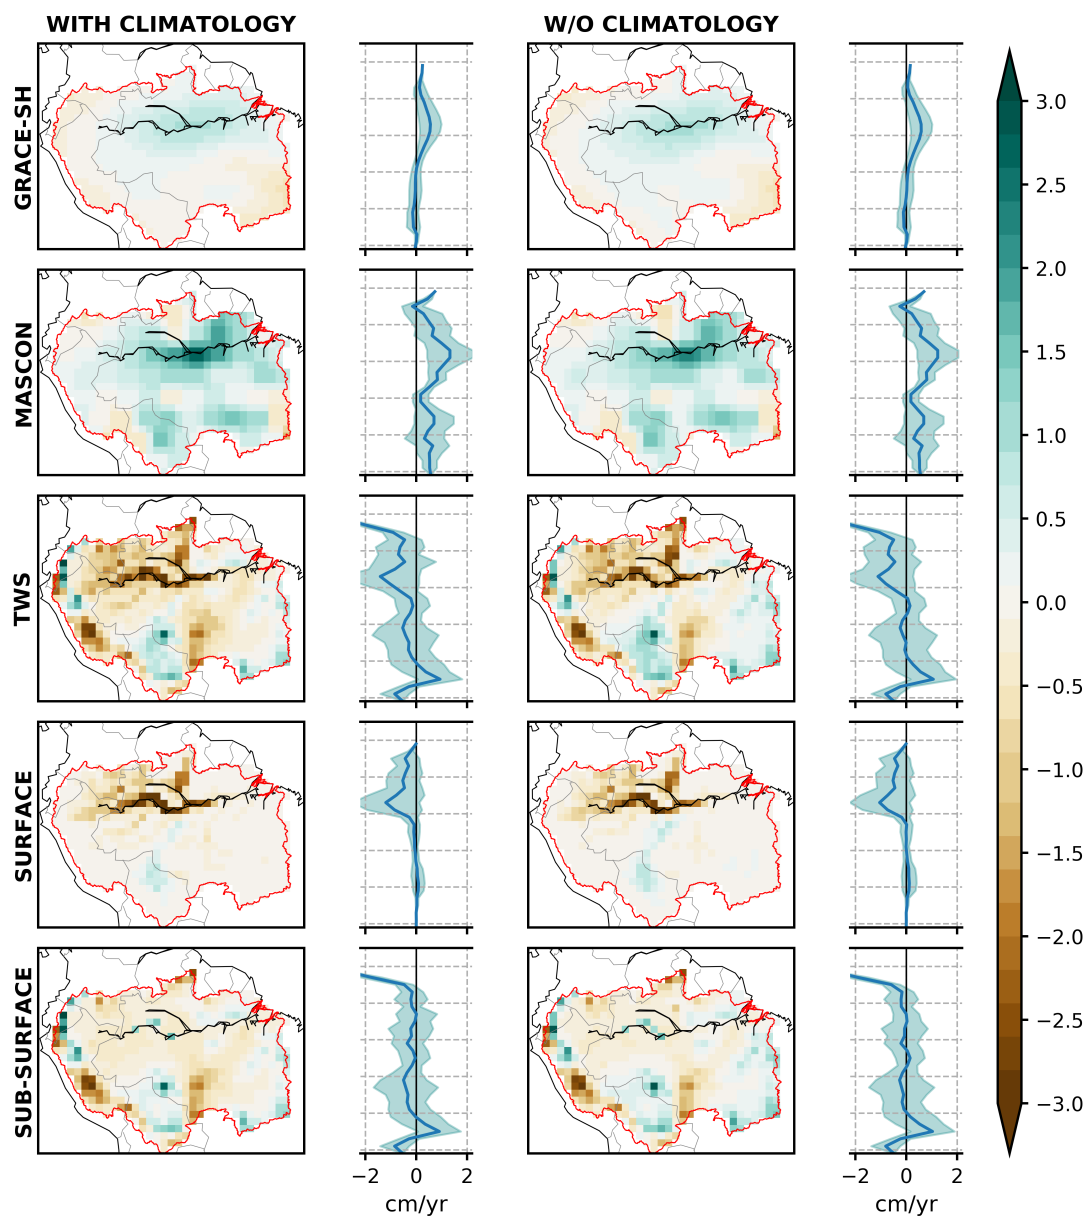 WITH CLIMATOLOGY
W/O CLIMATOLOGY
GRACE-SH
MASCON
TWS
SURFACE
SUB-SURFACE
3.0
2.5
2.0
1.5
1.0
0.5
0.0
−0.5
−1.0
−1.5
−2.0
−2.5
−3.0
−2 0 2
cm/yr
−2 0 2
cm/yr